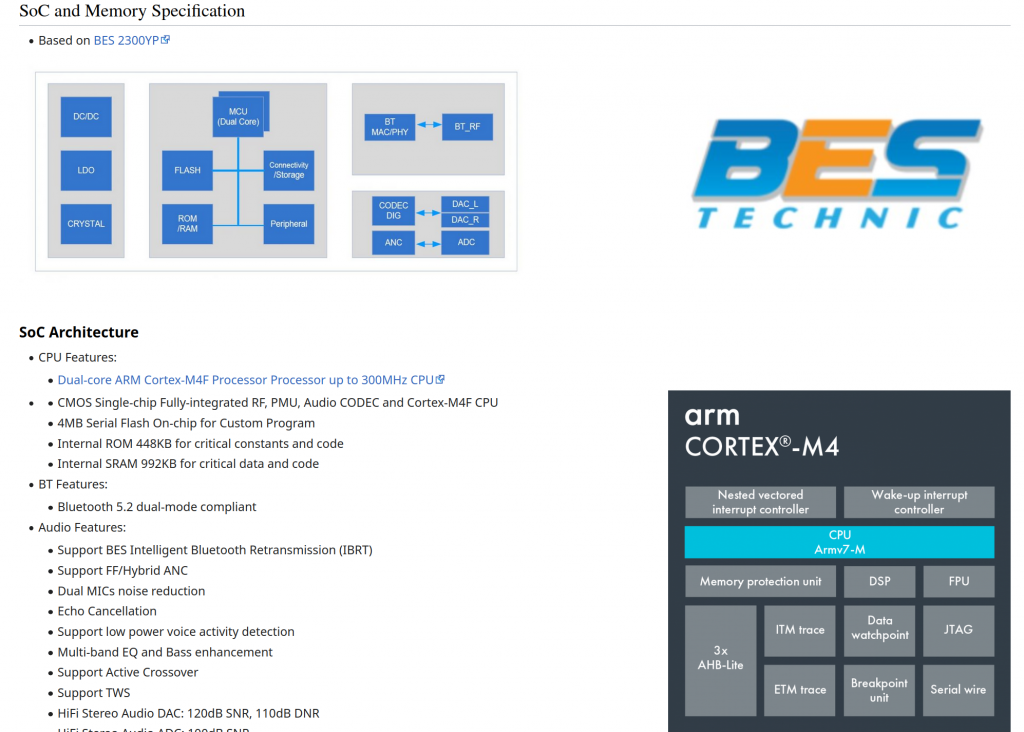 SoC and Memory Specification
• Based on BES 2300YP
DC/DC
LDO
CRYSTAL
MCU
(Dual Core)
FLASH
Connectivity
/Storage
ROM
/RAM
Peripheral
BT
MAC/PHY
BT_RF
CODEC
DIG
DAC_L
DAC_R
ANC
ADC
BES
TECHNIC
SoC Architecture
• CPU Features:
• Dual-core ARM Cortex-M4F Processor Processor up to 300MHz CPU
• • CMOS Single-chip Fully-integrated RF, PMU, Audio CODEC and Cortex-M4F CPU
• 4MB Serial Flash On-chip for Custom Program
• Internal ROM 448KB for critical constants and code
• Internal SRAM 992KB for critical data and code
• BT Features:
• Bluetooth 5.2 dual-mode compliant
• Audio Features:
• Support BES Intelligent Bluetooth Retransmission (IBRT)
• Support FF/Hybrid ANC
• Dual MICs noise reduction
• Echo Cancellation
• Support low power voice activity detection
• Multi-band EQ and Bass enhancement
• Support Active Crossover
• Support TWS
• HiFi Stereo Audio DAC: 120dB SNR, 110dB DNR
• HiFi Stereo Audio ADC: 100dB SNR
arm
CORTEX®-M4
Nested vectored
interrupt controller
Wake-up interrupt
controller
CPU
Armv7-M
Memory protection unit
DSP
FPU
3x
AHB-Lite
ITM trace
Data
watchpoint
JTAG
ETM trace
Breakpoint
unit
Serial wire